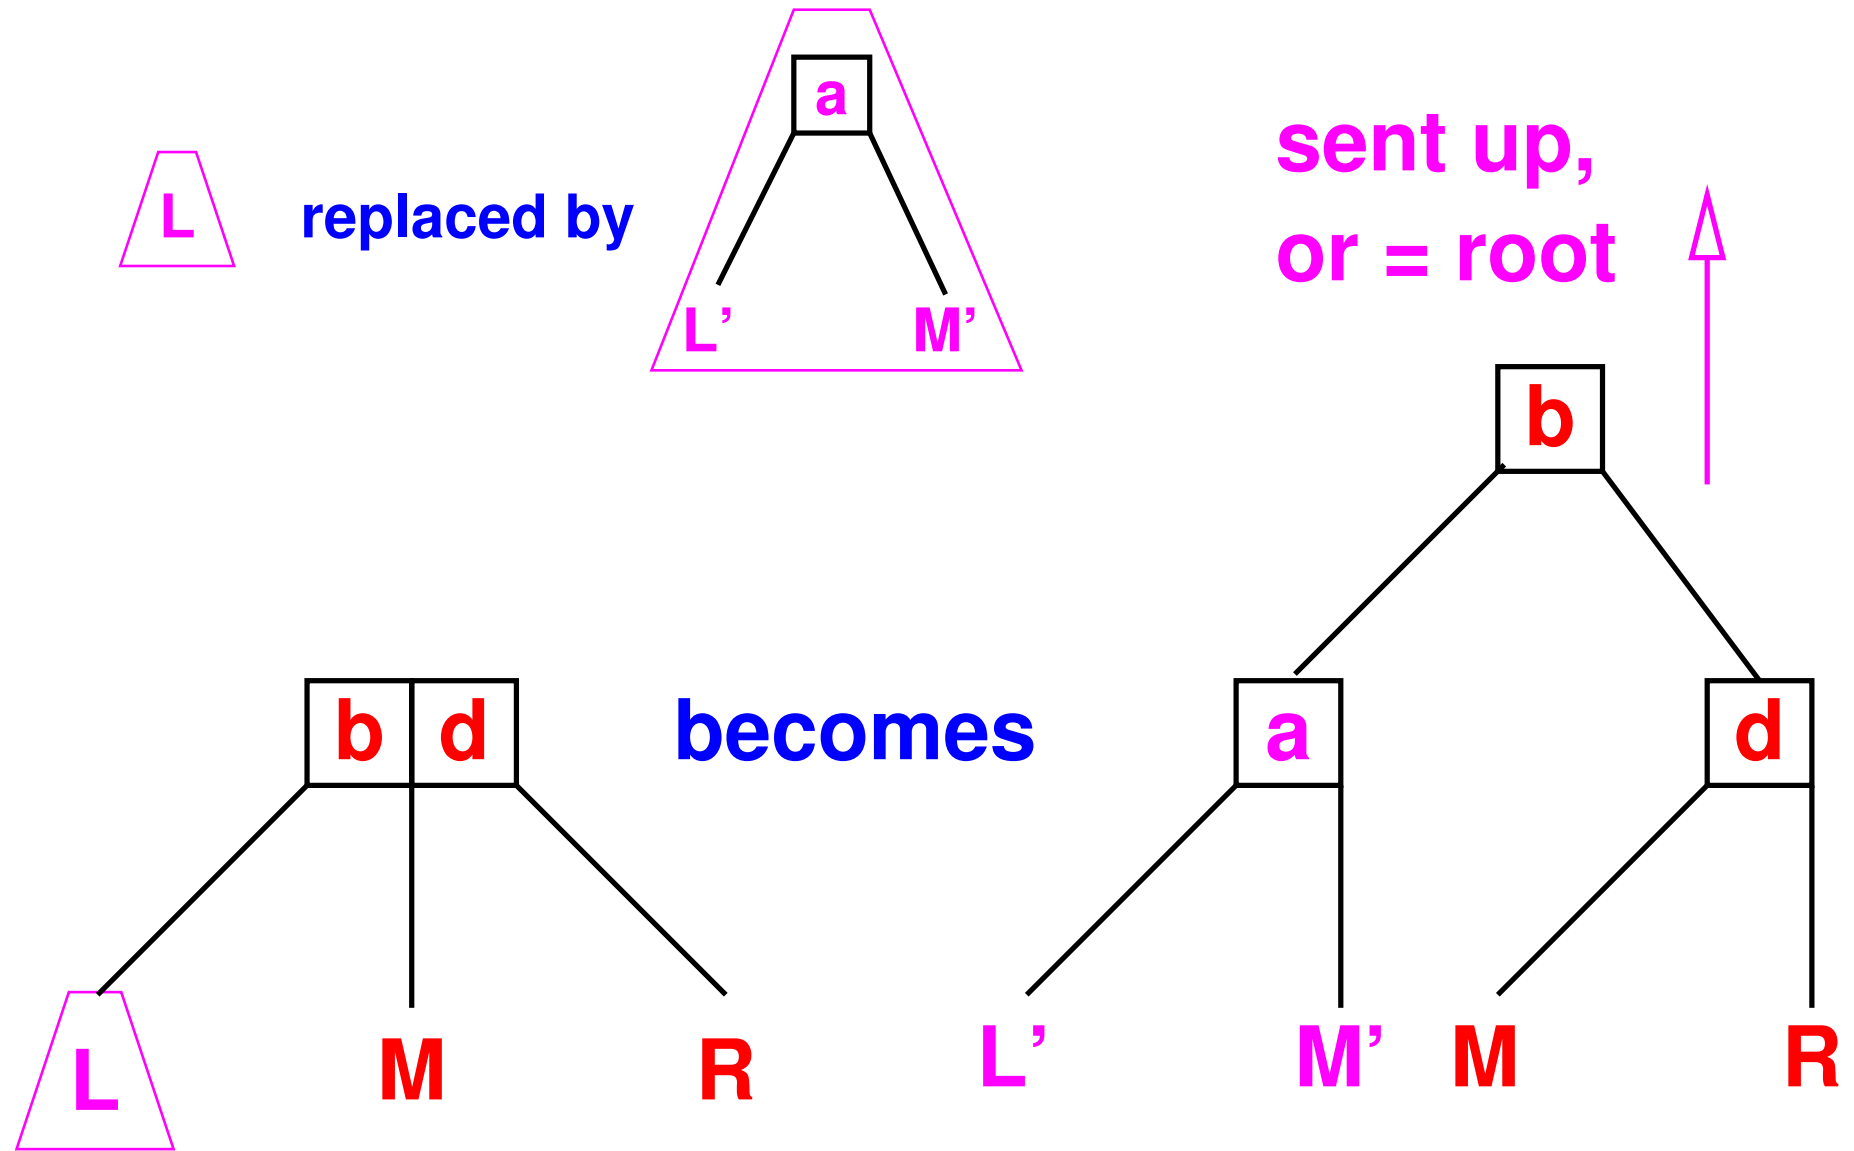 a
sent up,
L replaced by
or = root
L’ M’
b
b d becomes a d
L M R L’ M’ M R